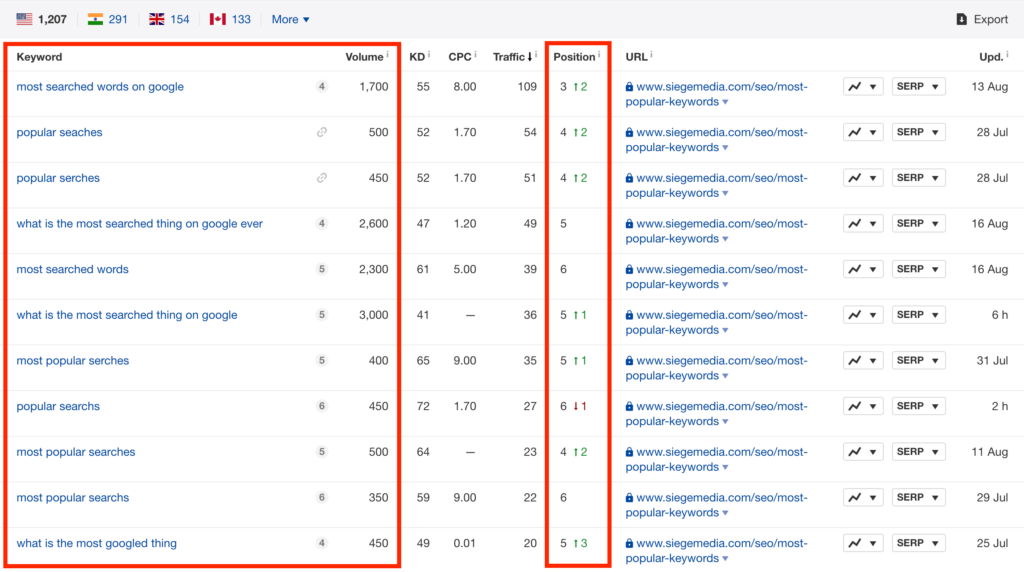 1,207 291 154 133 More ▼ Export
Keyword Volume i KD i CPC i Traffic ↓ i Position i URL i Upd. i
most searched words on google 4 1,700 55 8.00 109 3 ↑2 www.siegemedia.com/seo/most- SERP ▼ 13 Aug
popular-keywords ▼
popular seaches 500 52 1.70 54 4 ↑2 www.siegemedia.com/seo/most- SERP ▼ 28 Jul
popular-keywords ▼
popular serches 450 52 1.70 51 4 ↑2 www.siegemedia.com/seo/most- SERP ▼ 28 Jul
popular-keywords ▼
what is the most searched thing on google ever 4 2,600 47 1.20 49 5 www.siegemedia.com/seo/most- SERP ▼ 16 Aug
popular-keywords ▼
most searched words 5 2,300 61 5.00 39 6 www.siegemedia.com/seo/most- SERP ▼ 16 Aug
popular-keywords ▼
what is the most searched thing on google 5 3,000 41 — 36 5 ↑1 www.siegemedia.com/seo/most- SERP ▼ 6 h
popular-keywords ▼
most popular serches 5 400 65 9.00 35 5 ↑1 www.siegemedia.com/seo/most- SERP ▼ 31 Jul
popular-keywords ▼
popular searchs 6 450 72 1.70 27 6 ↓1 www.siegemedia.com/seo/most- SERP ▼ 2 h
popular-keywords ▼
most popular searches 5 500 64 — 23 4 ↑2 www.siegemedia.com/seo/most- SERP ▼ 11 Aug
popular-keywords ▼
most popular searchs 6 350 59 9.00 22 6 www.siegemedia.com/seo/most- SERP ▼ 29 Jul
popular-keywords ▼
what is the most googled thing 4 450 49 0.01 20 5 ↑3 www.siegemedia.com/seo/most- SERP ▼ 25 Jul
popular-keywords ▼